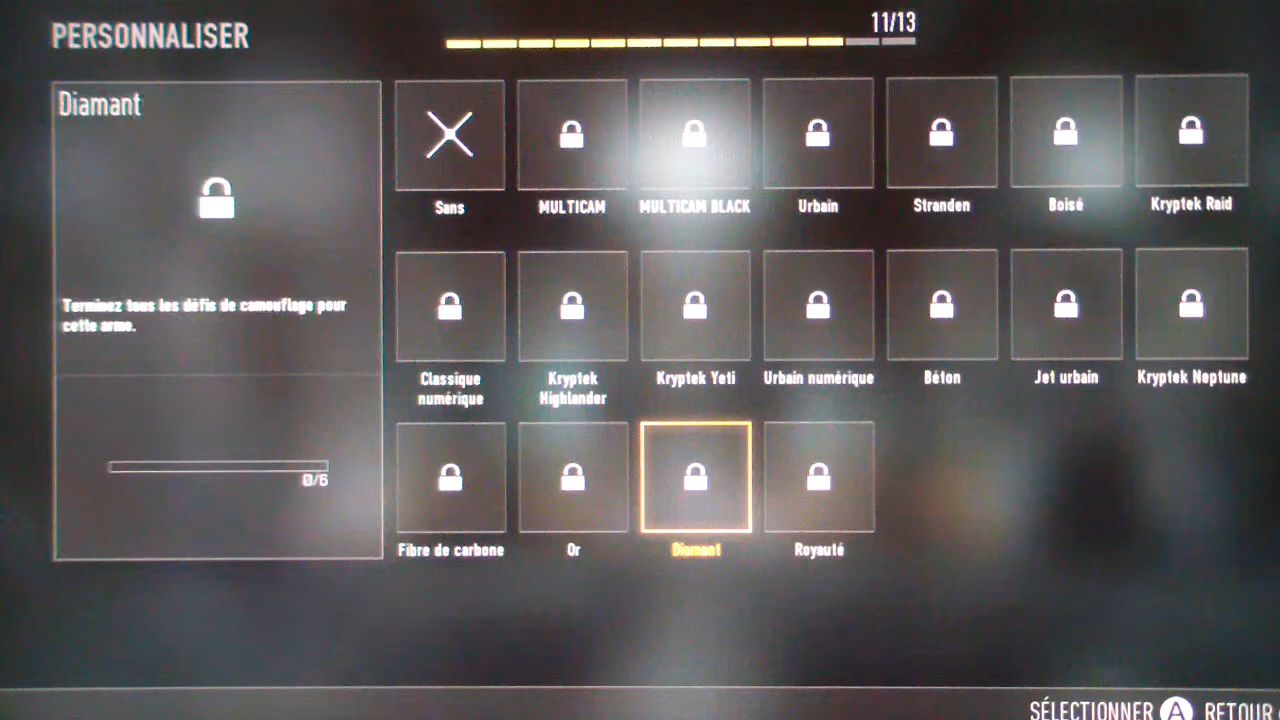 PERSONNALISER
11/13
Diamant
Terminez tous les défis de camouflage pour
cette arme.
0/6
Sans
MULTICAM
MULTICAM BLACK
Urbain
Stranden
Boisé
Kryptek Raid
Classique
numérique
Kryptek
Highlander
Kryptek Yeti
Urbain numérique
Béton
Jet urbain
Kryptek Neptune
Fibre de carbone
Or
Diamant
Royauté
SÉLECTIONNER A RETOUR